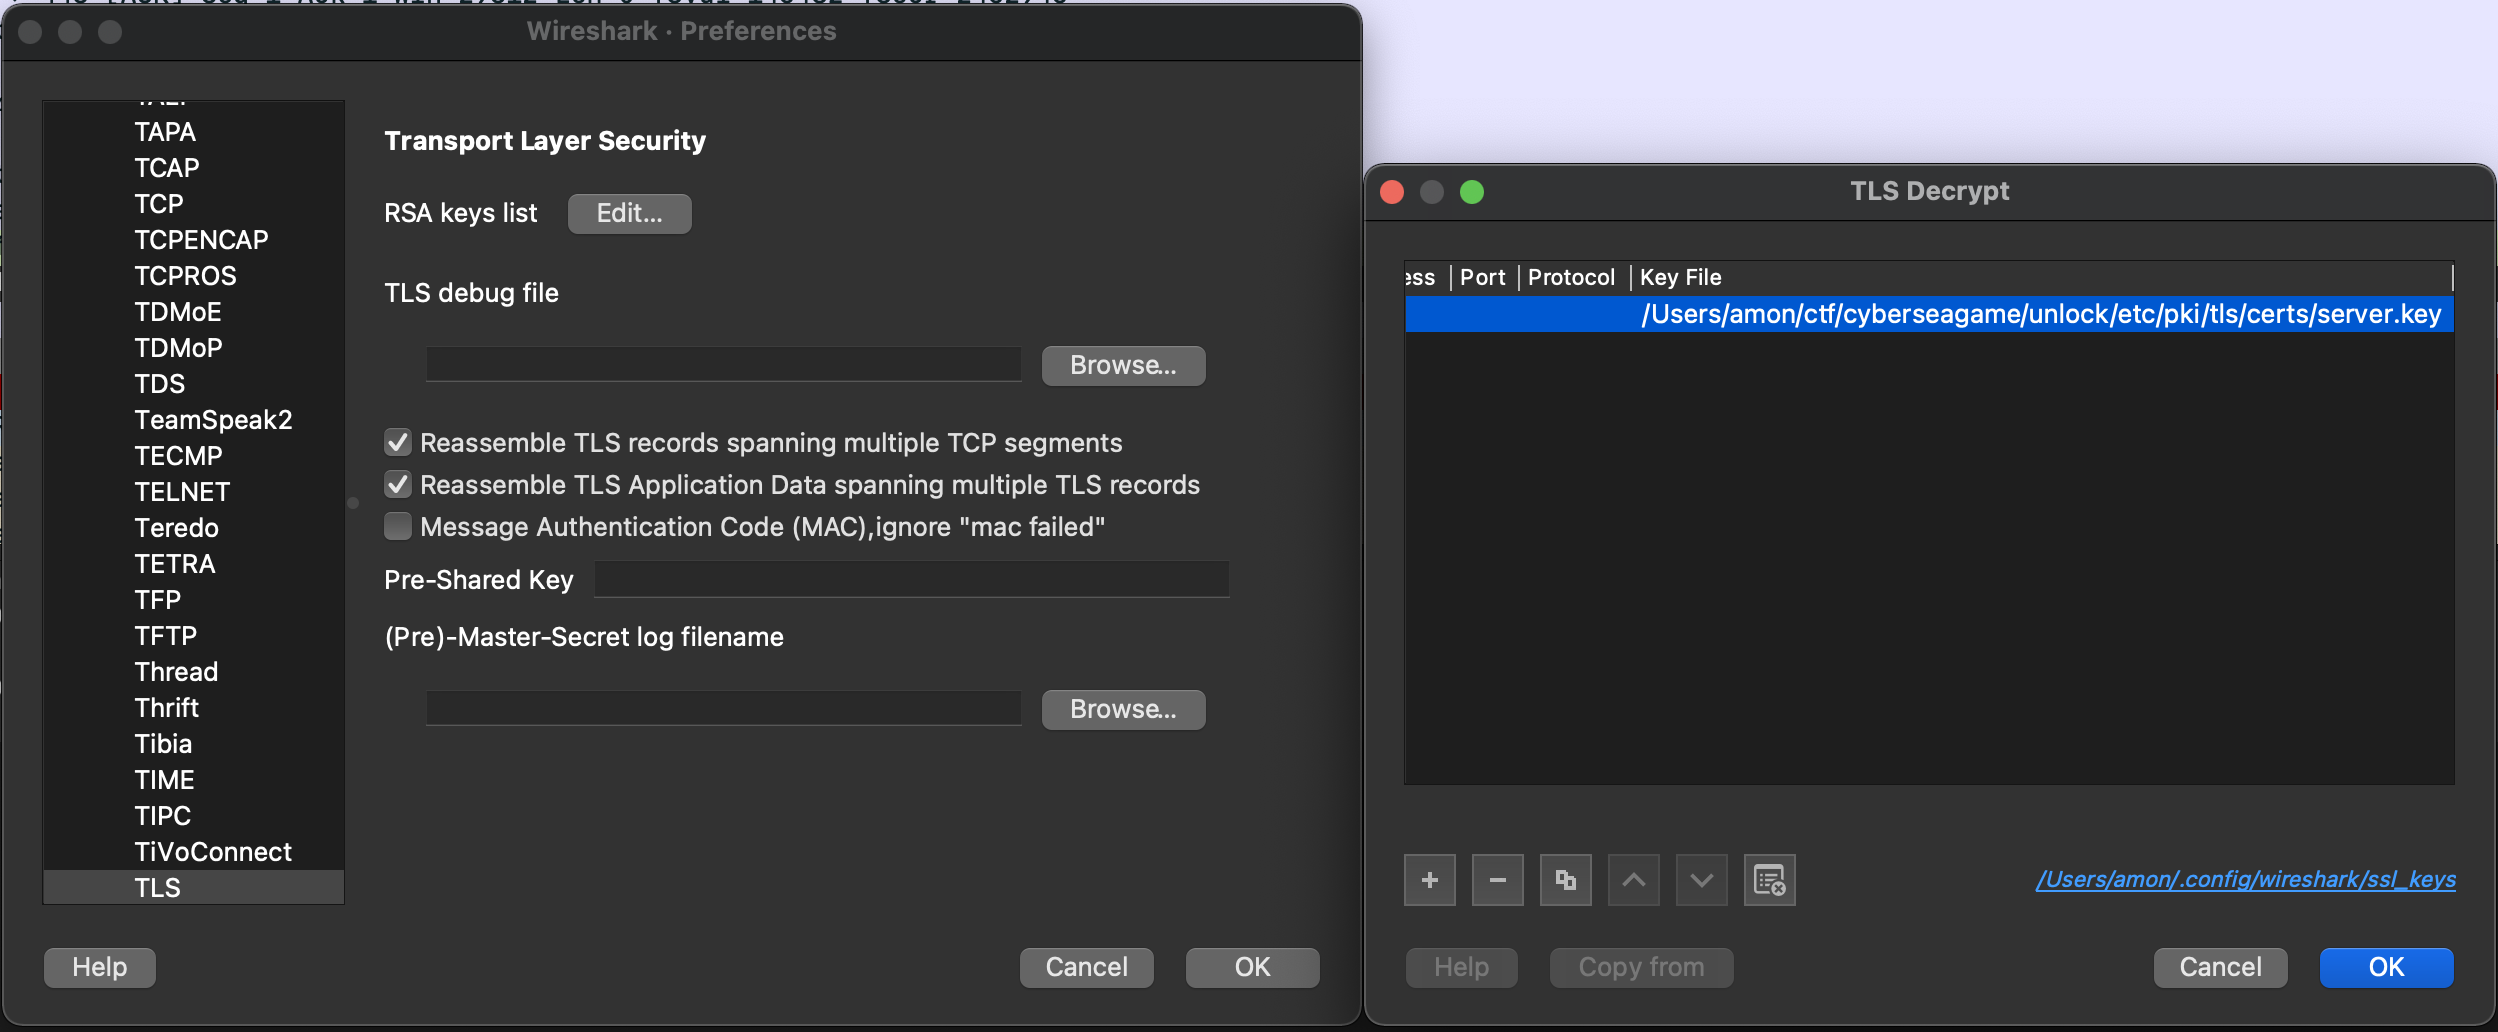 Wireshark · Preferences
TAPA
TCAP
TCP
TCPENCAP
TCPROS
TDMoE
TDMoP
TDS
TeamSpeak2
TECMP
TELNET
Teredo
TETRA
TFP
TFTP
Thread
Thrift
Tibia
TIME
TIPC
TiVoConnect
TLS
Transport Layer Security
RSA keys list Edit...
TLS debug file
Browse...
Reassemble TLS records spanning multiple TCP segments
Reassemble TLS Application Data spanning multiple TLS records
Message Authentication Code (MAC),ignore "mac failed"
Pre-Shared Key
(Pre)-Master-Secret log filename
Browse...
Help Cancel OK
TLS Decrypt
ess Port Protocol Key File
/Users/amon/ctf/cyberseagame/unlock/etc/pki/tls/certs/server.key
/Users/amon/.config/wireshark/ssl_keys
Help Copy from Cancel OK